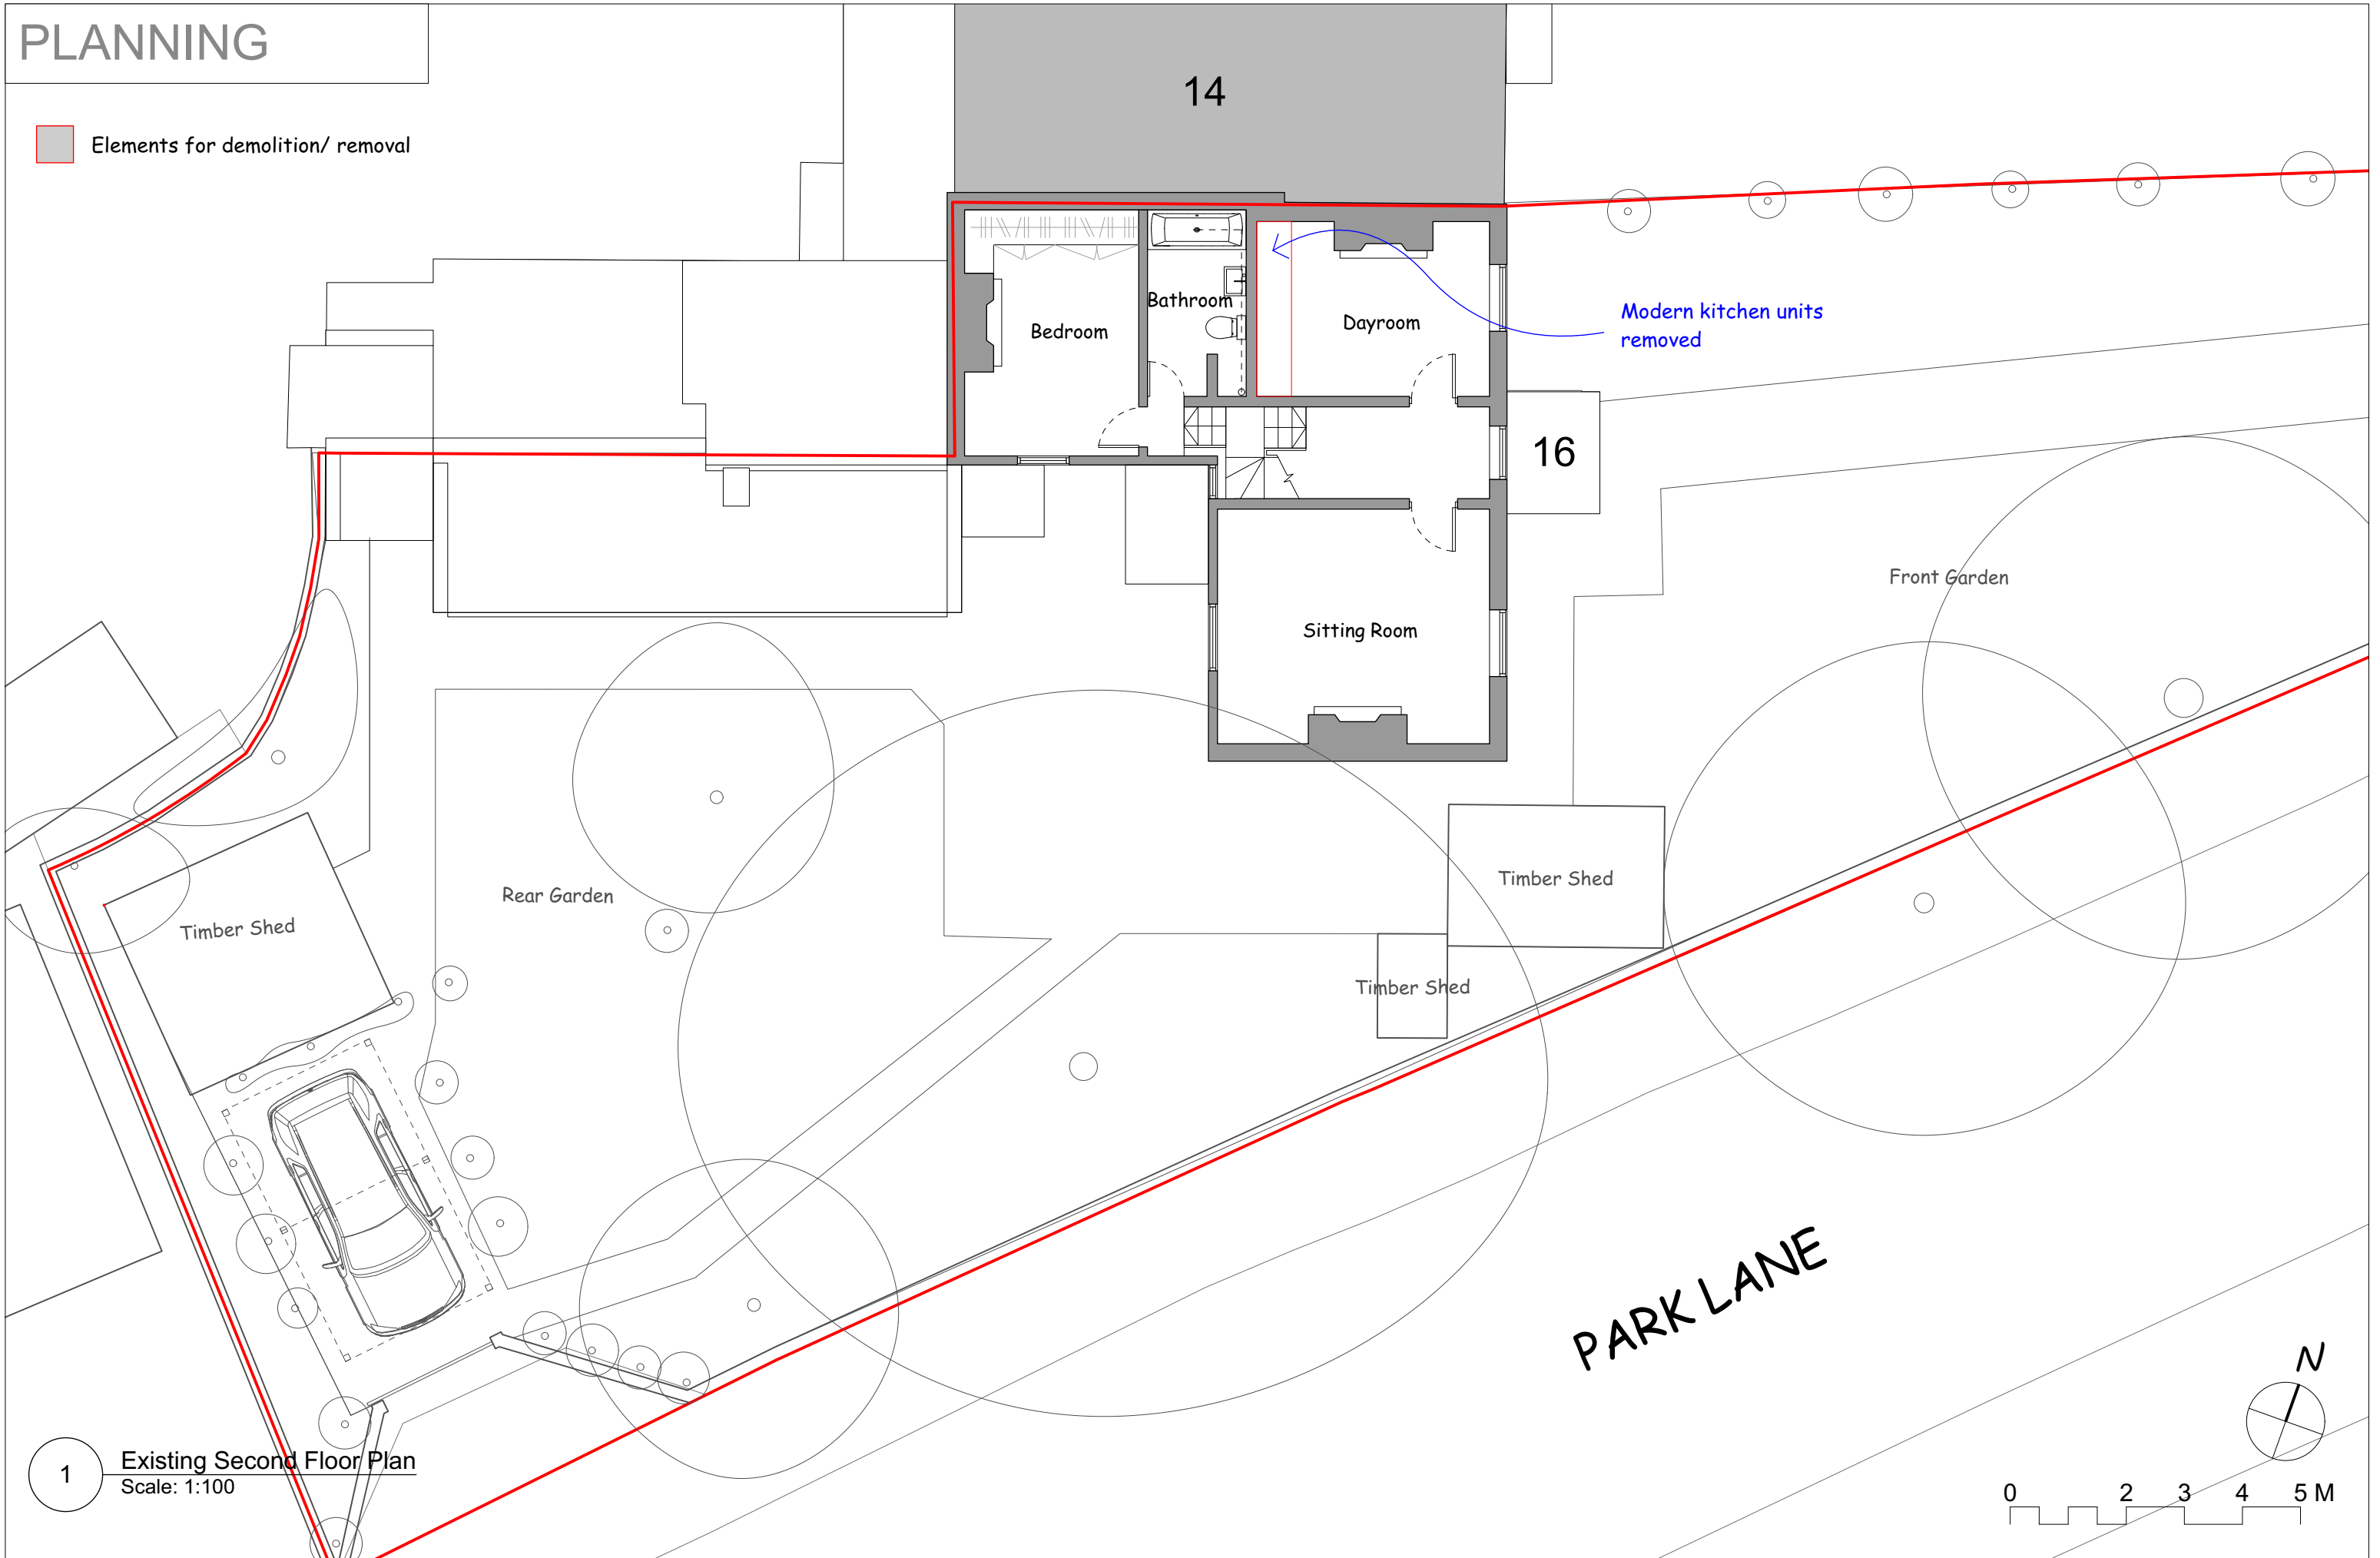 PLANNING
Elements for demolition/ removal
14
Bathroom
Bedroom
Dayroom
Modern kitchen units
removed
16
Front Garden
Sitting Room
Timber Shed
Rear Garden
Timber Shed
Timber Shed
PARK LANE
N
1
Existing Second Floor Plan
Scale: 1:100
0 2 3 4 5 M